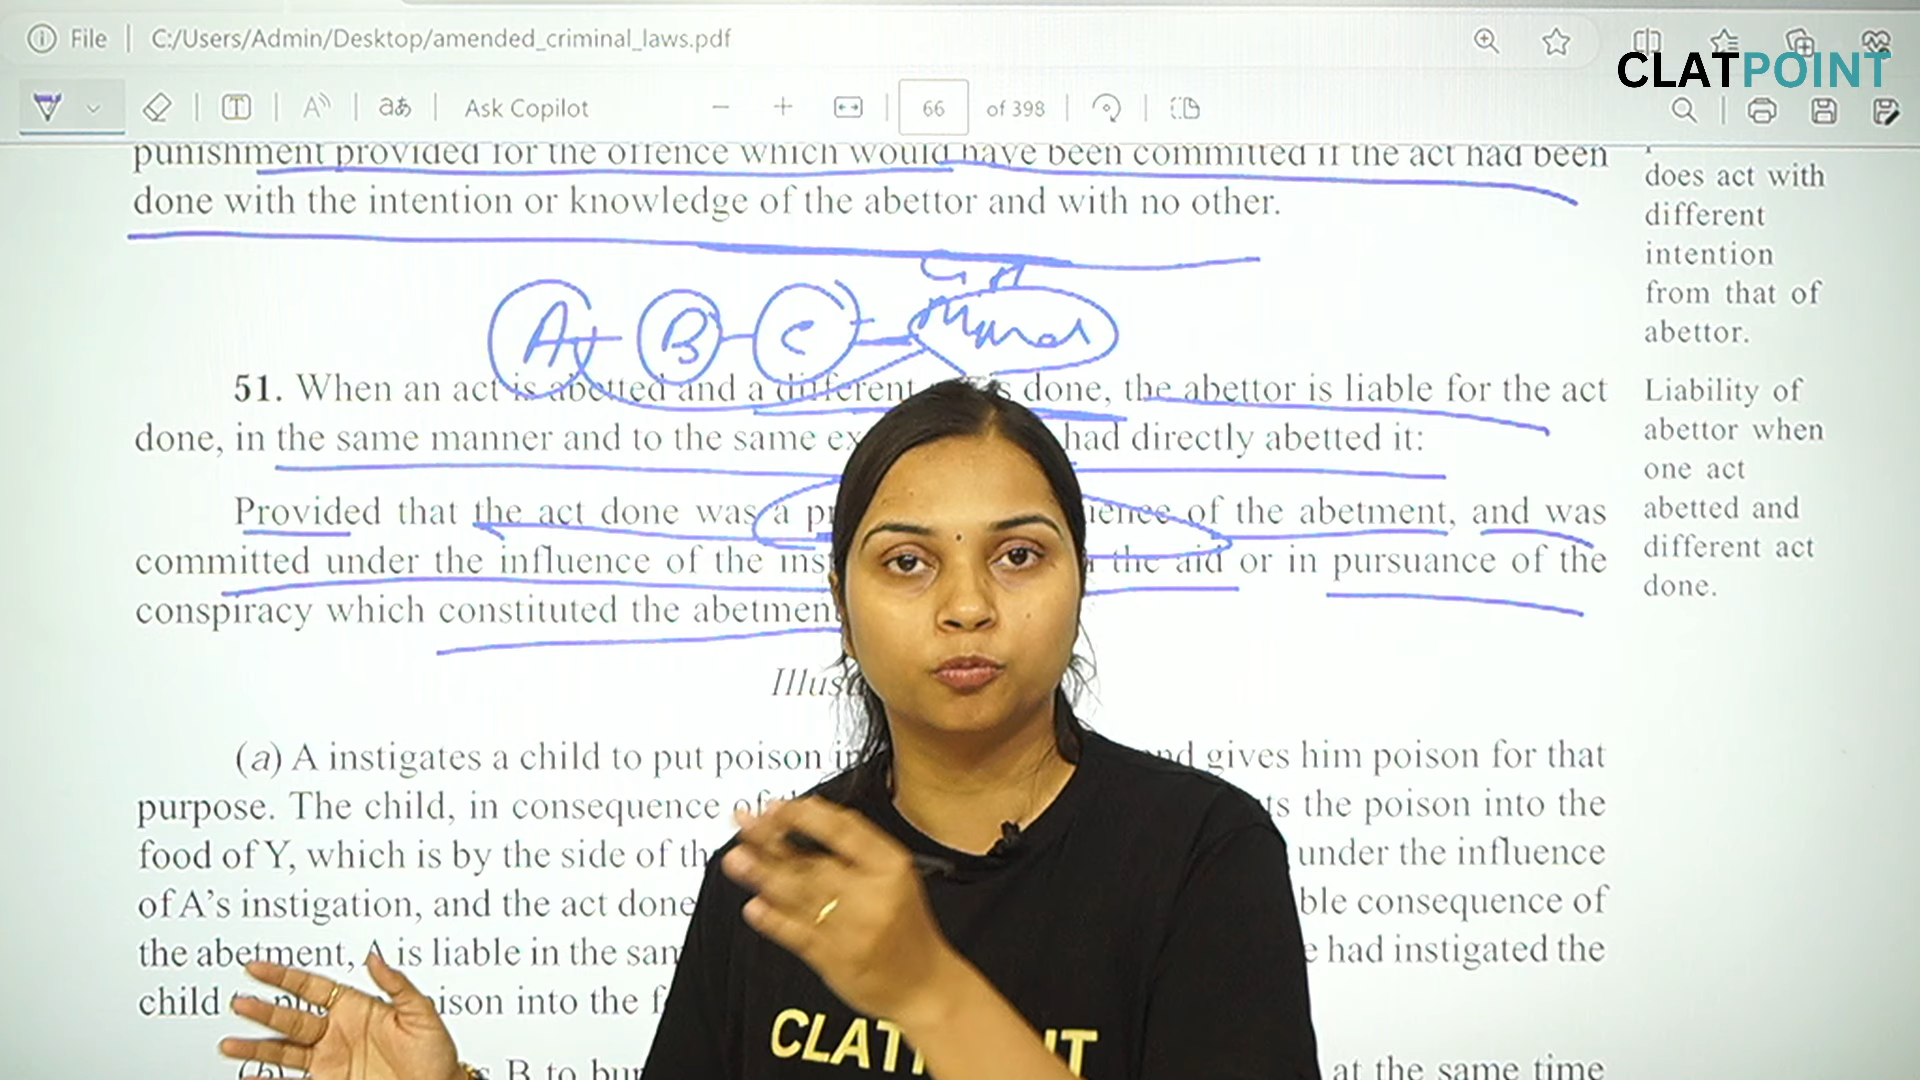 File | C:/Users/Admin/Desktop/amended_criminal_laws.pdf
CLATPOINT
aあ Ask Copilot 66 of 398
punishment provided for the offence which would have been committed if the act had been
done with the intention or knowledge of the abettor and with no other.
does act with
different
intention
from that of
abettor.
A B C
51. When an act is abetted and a different done, the abettor is liable for the act
done, in the same manner and to the same had directly abetted it:
Provided that the act done was a of the abetment, and was
committed under the influence of the the aid or in pursuance of the
conspiracy which constituted the abetment
Liability of
abettor when
one act
abetted and
different act
done.
(a) A instigates a child to put poison and gives him poison for that
purpose. The child, in consequence of the poison into the
food of Y, which is by the side of under the influence
of A's instigation, and the act done consequence of
the abetment, A is liable in the had instigated the
child into the
(b) B to at the same time
CLAT